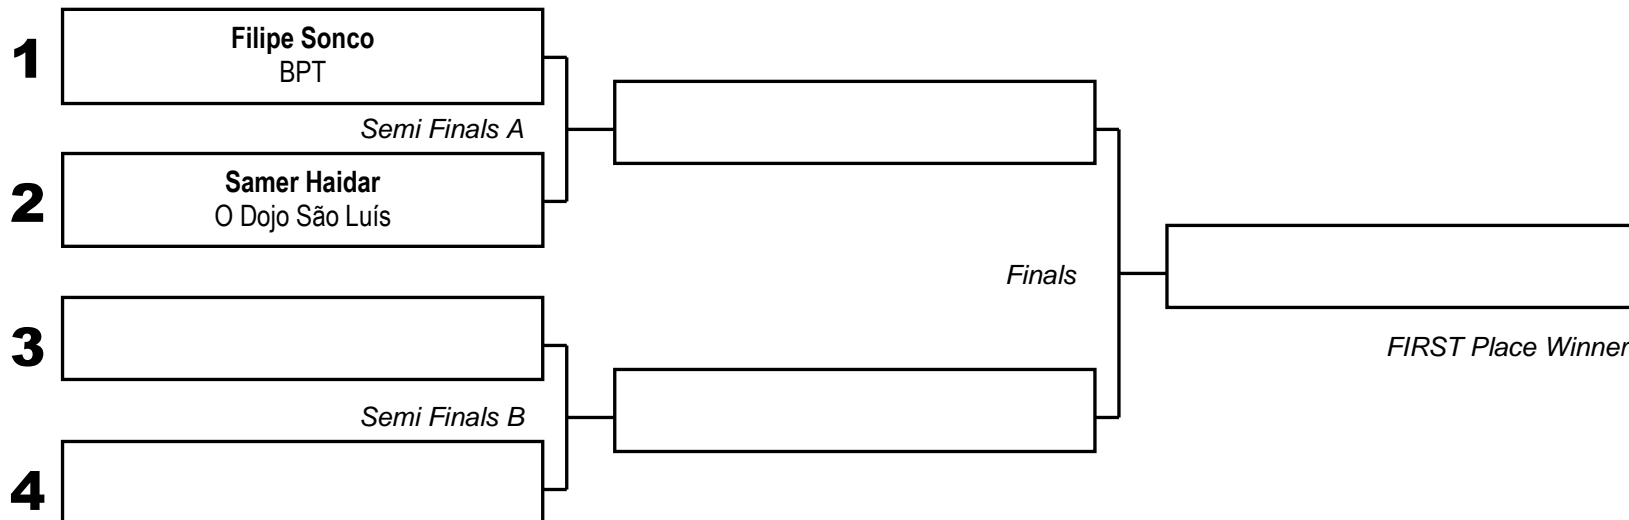 1
Filipe Sonco
BPT
Semi Finals A
2
Samer Haidar
O Dojo São Luís
Finals
3
FIRST Place Winner
Semi Finals B
4